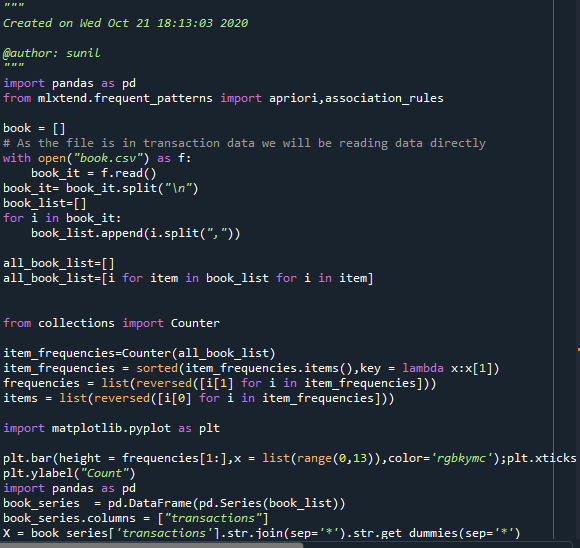 """
Created on Wed Oct 21 18:13:03 2020
@author: sunil
"""
import pandas as pd
from mlxtend.frequent_patterns import apriori,association_rules
book = []
# As the file is in transaction data we will be reading data directly
with open("book.csv") as f:
    book_it = f.read()
book_it= book_it.split("\n")
book_list=[]
for i in book_it:
    book_list.append(i.split(","))
all_book_list=[]
all_book_list=[i for item in book_list for i in item]
from collections import Counter
item_frequencies=Counter(all_book_list)
item_frequencies = sorted(item_frequencies.items(),key = lambda x:x[1])
frequencies = list(reversed([i[1] for i in item_frequencies]))
items = list(reversed([i[0] for i in item_frequencies]))
import matplotlib.pyplot as plt
plt.bar(height = frequencies[1:],x = list(range(0,13)),color='rgbkymc');plt.xticks
plt.ylabel("Count")
import pandas as pd
book_series  = pd.DataFrame(pd.Series(book_list))
book_series.columns = ["transactions"]
X = book_series['transactions'].str.join(sep='*').str.get_dummies(sep='*')